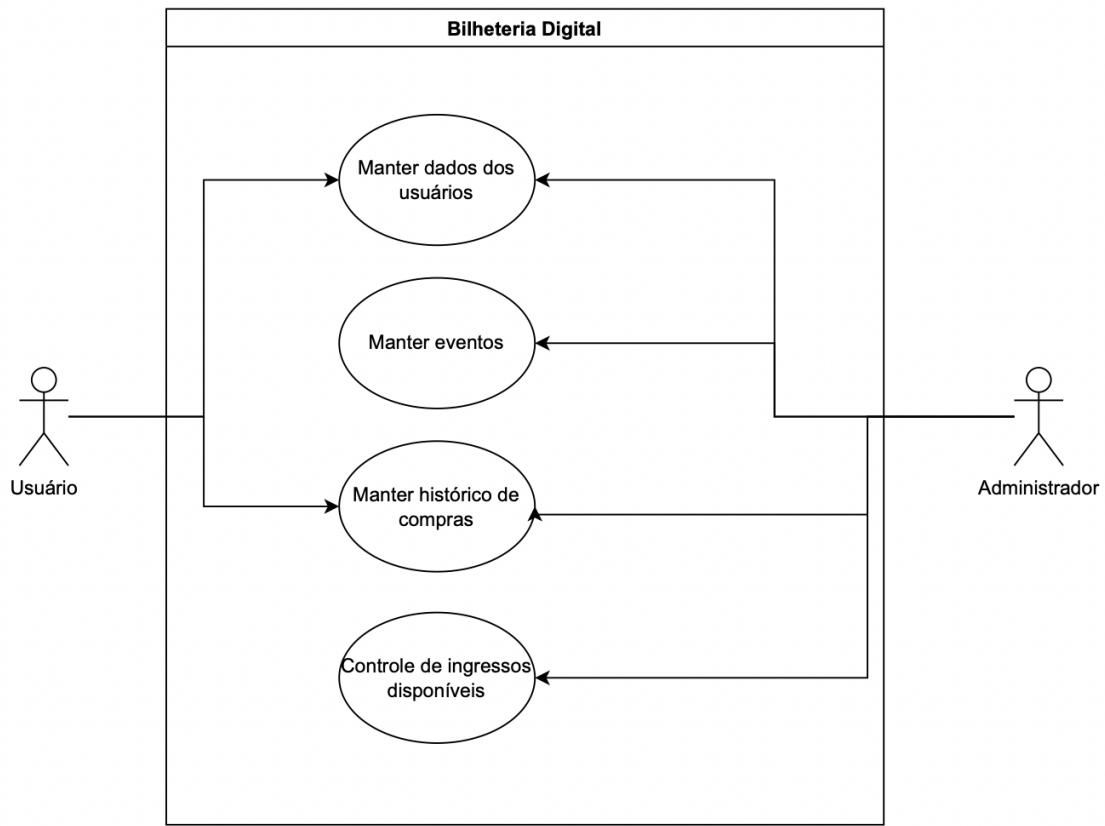 Bilheteria Digital
Manter dados dos
usuários
Manter eventos
Usuário
Administrador
Manter histórico de
compras
Controle de ingressos
disponíveis